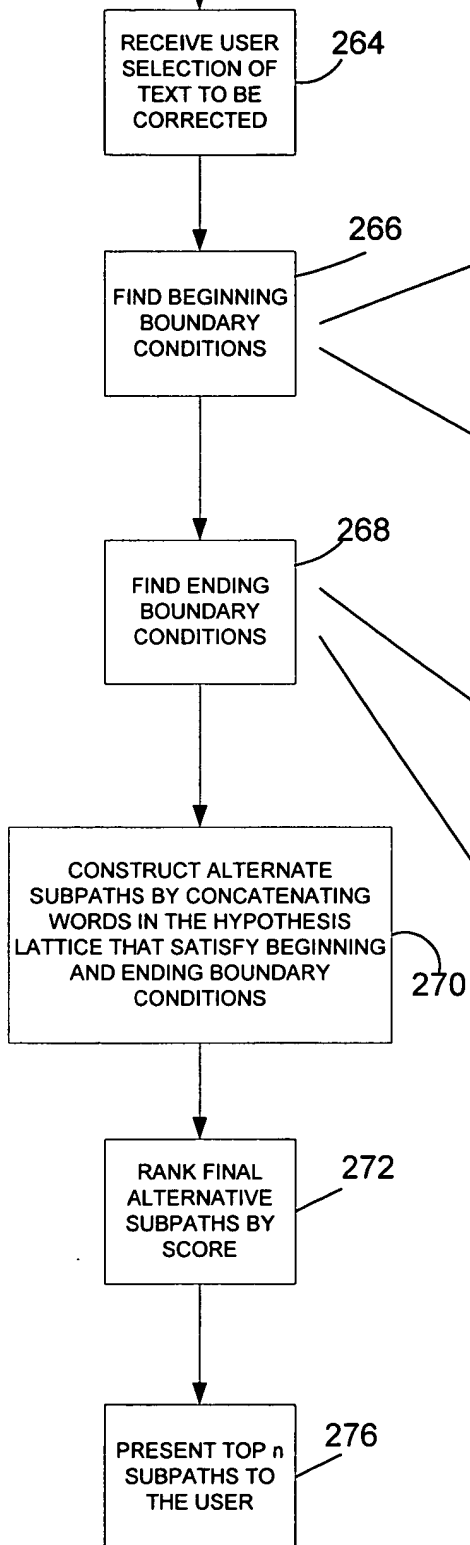 RECEIVE USER
SELECTION OF
TEXT TO BE
CORRECTED
264
266
FIND BEGINNING
BOUNDARY
CONDITIONS
268
FIND ENDING
BOUNDARY
CONDITIONS
CONSTRUCT ALTERNATE
SUBPATHS BY CONCATENATING
WORDS IN THE HYPOTHESIS
LATTICE THAT SATISFY BEGINNING
AND ENDING BOUNDARY
CONDITIONS
270
RANK FINAL
ALTERNATIVE
SUBPATHS BY
SCORE
272
PRESENT TOP n
SUBPATHS TO
THE USER
276